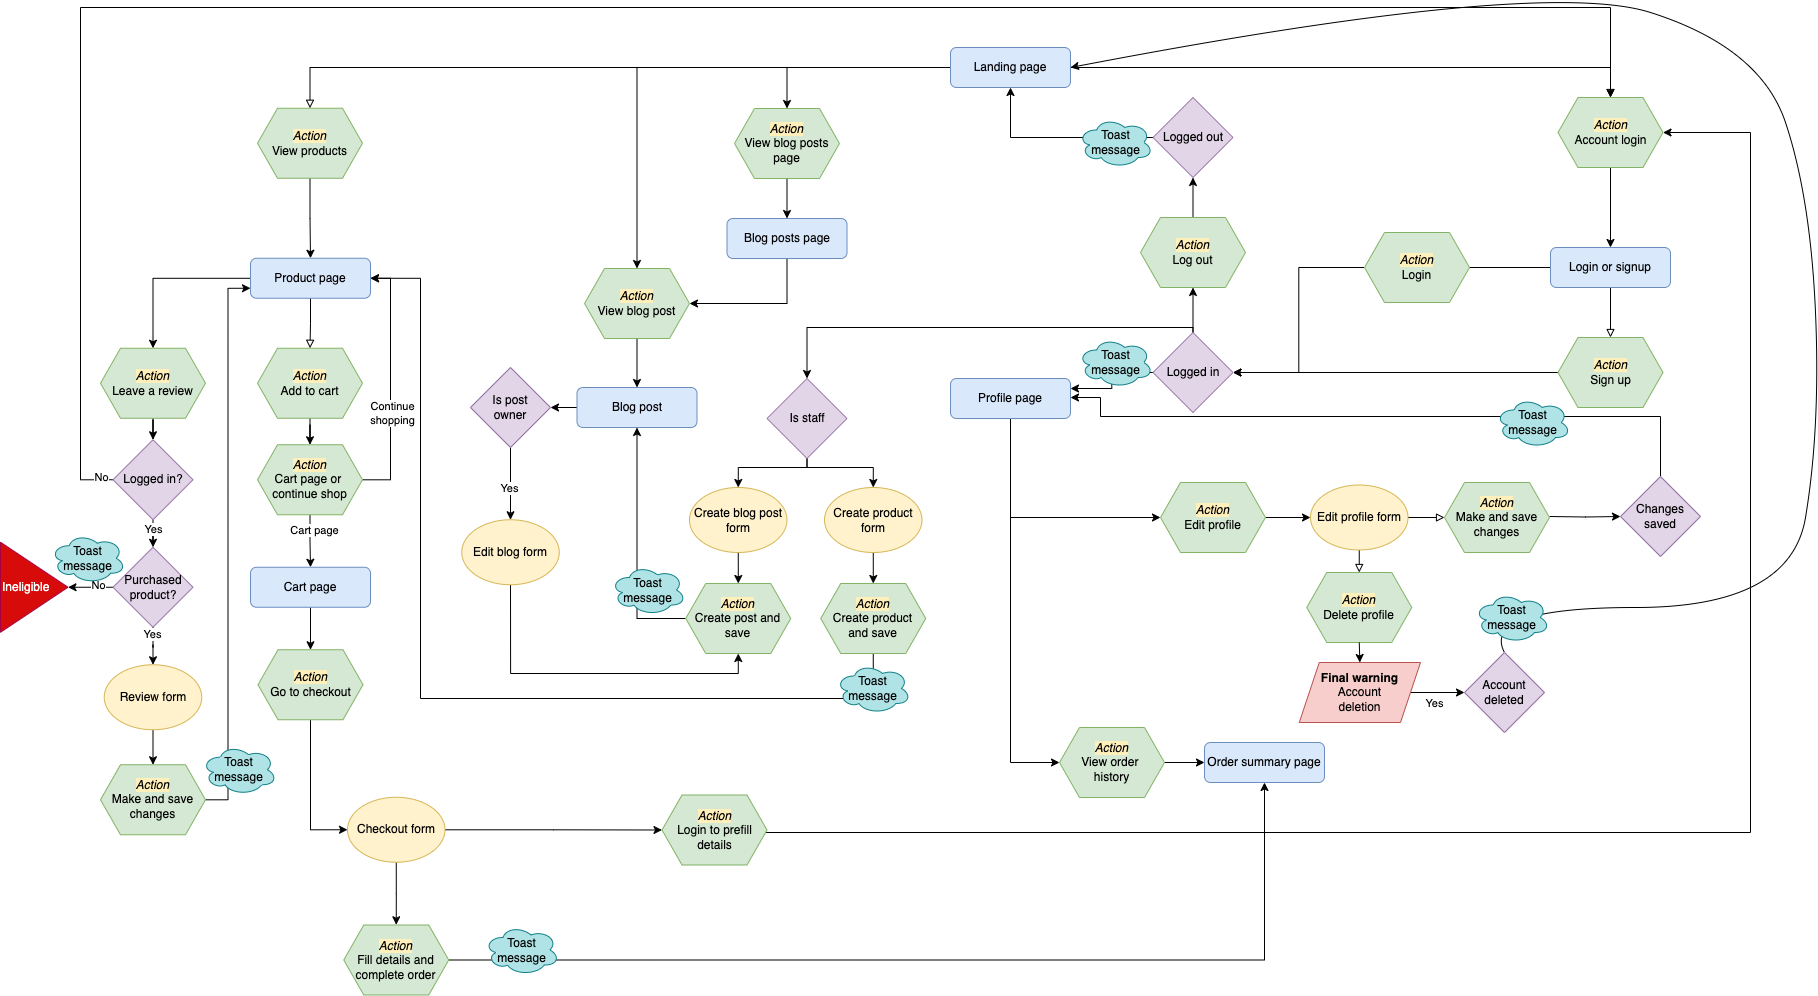 Landing page
Action
View products
Action
View blog posts
page
Toast
message
Logged out
Action
Account login
Blog posts page
Action
Log out
Action
Login
Login or signup
Product page
Action
View blog post
Action
Leave a review
Action
Add to cart
Continue
shopping
Is post
owner
Blog post
Is staff
Toast
message
Logged in
Profile page
Action
Sign up
Toast
message
No
Logged in?
Action
Cart page or
continue shop
Yes
Cart page
Yes
Create blog post
form
Create product
form
Action
Edit profile
Edit profile form
Action
Make and save
changes
Changes
saved
Edit blog form
Toast
message
Ineligible
No
Purchased
product?
Cart page
Toast
message
Action
Create post and
save
Action
Create product
and save
Action
Delete profile
Toast
message
Yes
Review form
Action
Go to checkout
Toast
message
Final warning
Account
deletion
Yes
Account
deleted
Toast
message
Action
Make and save
changes
Action
View order
history
Order summary page
Checkout form
Action
Login to prefill
details
Action
Fill details and
complete order
Toast
message